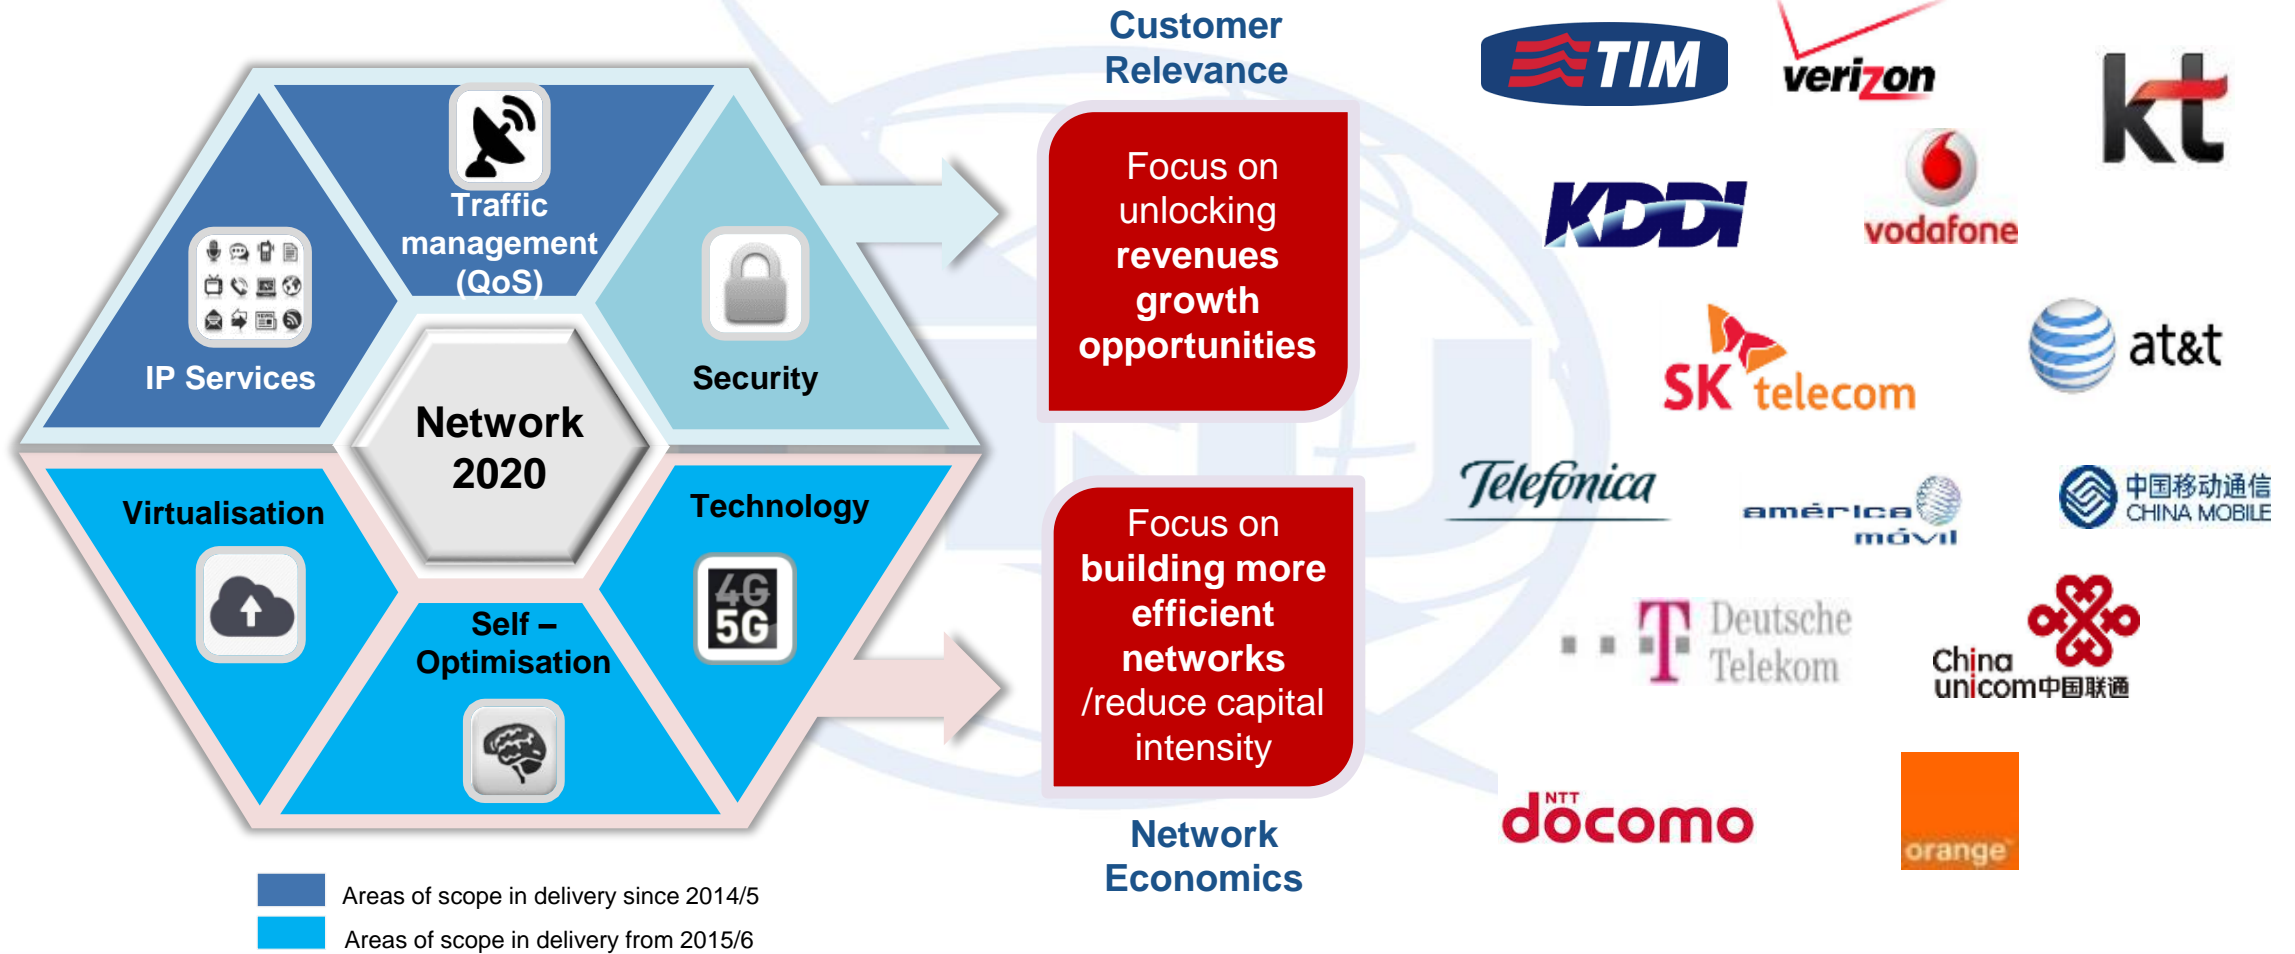 Customer
Relevance
Traffic
management
(QoS)
IP Services
Security
Network
2020
Virtualisation
Technology
4G
5G
Self –
Optimisation
Focus on
unlocking
revenues
growth
opportunities
Focus on
building more
efficient
networks
/reduce capital
intensity
Network
Economics
Areas of scope in delivery since 2014/5
Areas of scope in delivery from 2015/6
TIM
verizon
kt
KDDI
vodafone
SK telecom
at&t
Telefónica
américa
móvil
中国移动通信
CHINA MOBILE
T Deutsche
Telekom
China
unicom中国联通
NTT
docomo
orange